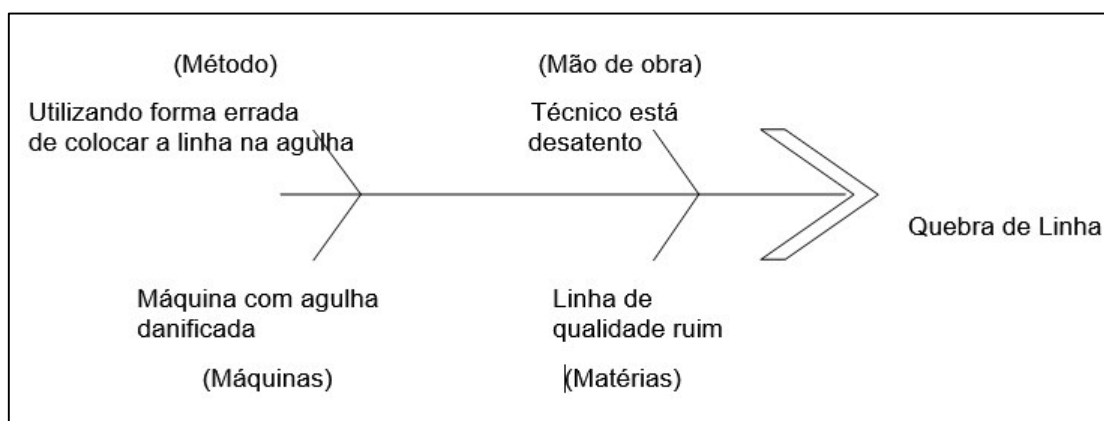 (Método)
(Mão de obra)
Utilizando forma errada
de colocar a linha na agulha
Técnico está
desatento
Quebra de Linha
Máquina com agulha
danificada
Linha de
qualidade ruim
(Máquinas)
(Matérias)